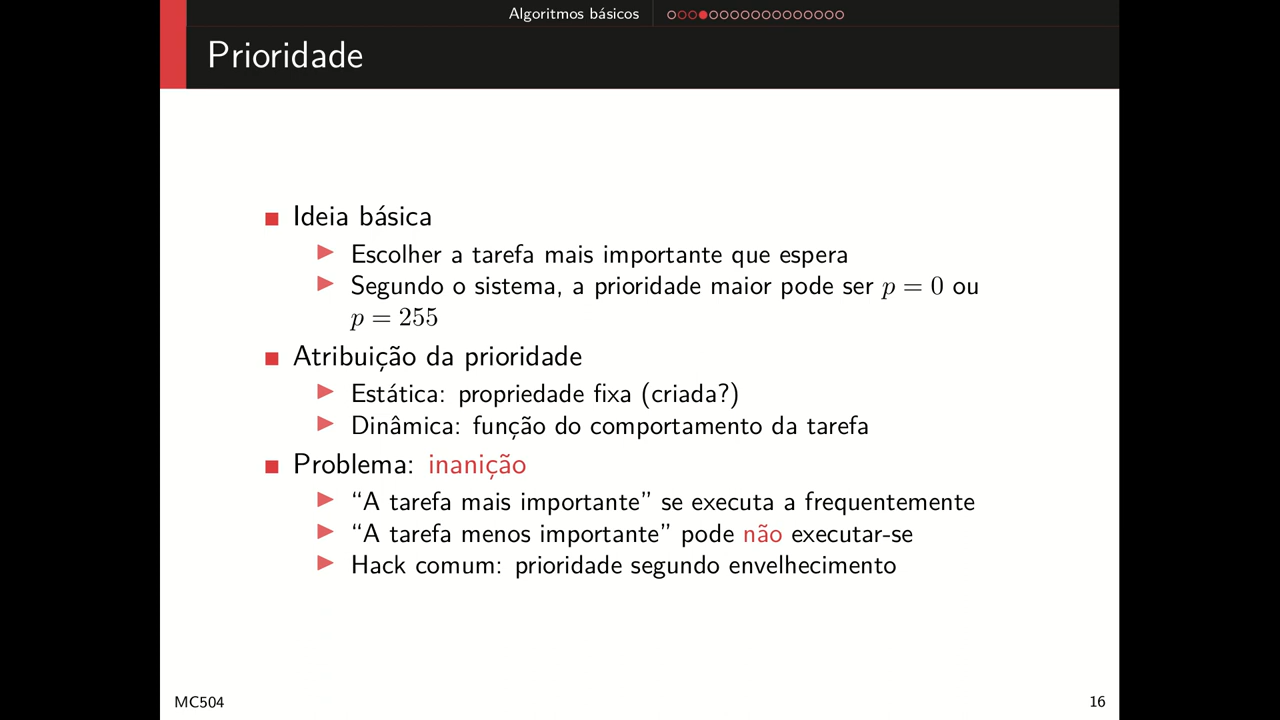 Algoritmos básicos
Prioridade
Ideia básica
Escolher a tarefa mais importante que espera
Segundo o sistema, a prioridade maior pode ser p = 0 ou
p = 255
Atribuição da prioridade
Estática: propriedade fixa (criada?)
Dinâmica: função do comportamento da tarefa
Problema: inanição
“A tarefa mais importante” se executa a frequentemente
“A tarefa menos importante” pode não executar-se
Hack comum: prioridade segundo envelhecimento
MC504
16